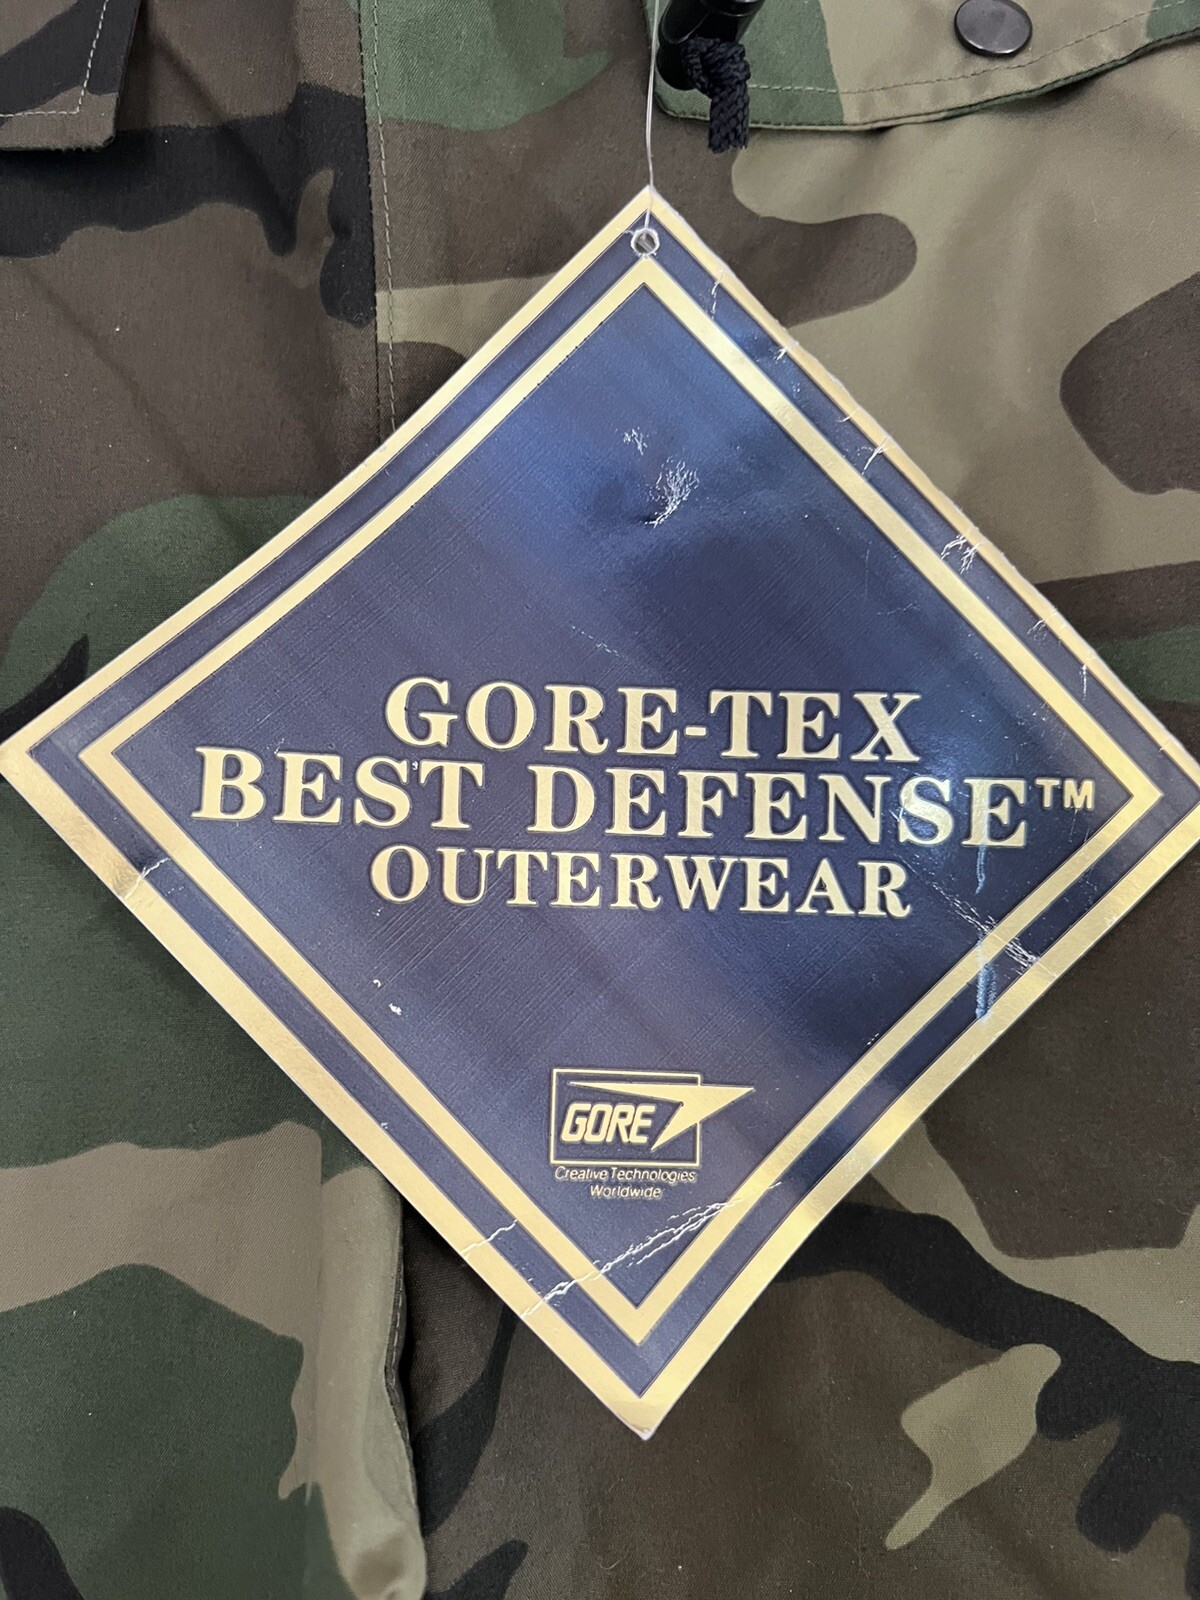 GORE-TEX
BEST DEFENSE™
OUTERWEAR
GORE
Creative Technologies
Worldwide